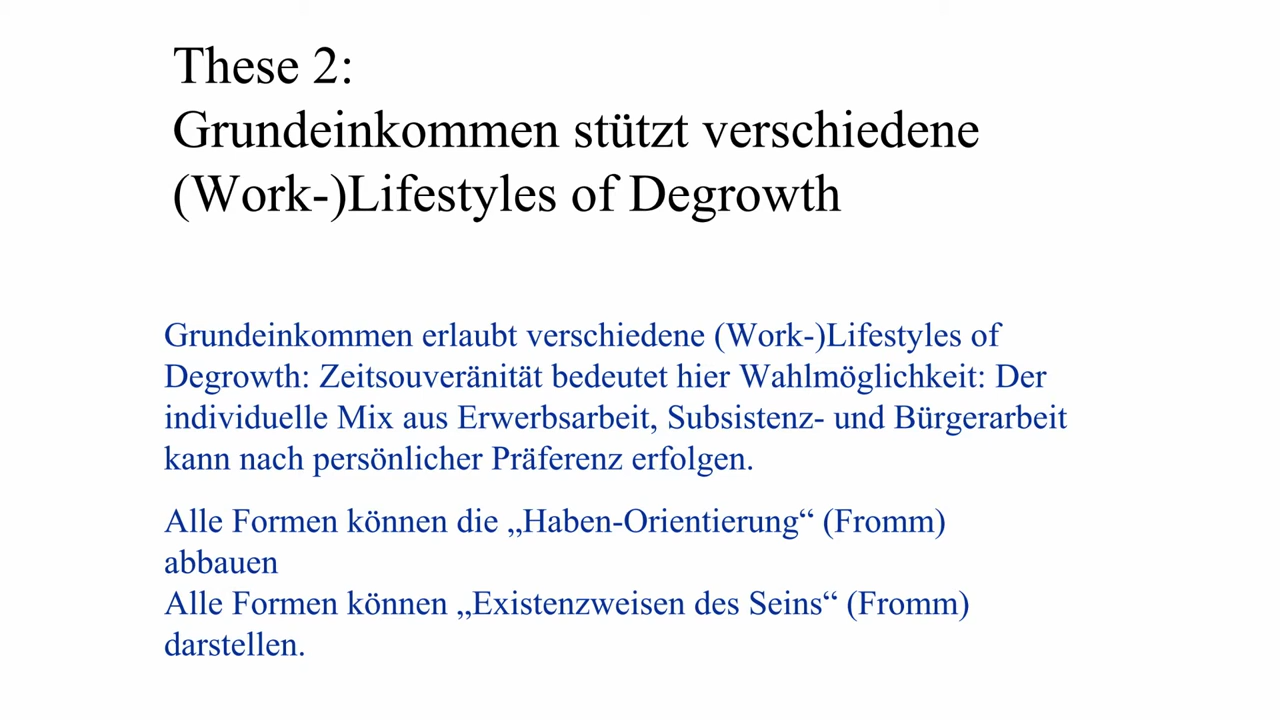 These 2:
Grundeinkommen stützt verschiedene
(Work-)Lifestyles of Degrowth
Grundeinkommen erlaubt verschiedene (Work-)Lifestyles of
Degrowth: Zeitsouveränität bedeutet hier Wahlmöglichkeit: Der
individuelle Mix aus Erwerbsarbeit, Subsistenz- und Bürgerarbeit
kann nach persönlicher Präferenz erfolgen.
Alle Formen können die „Haben-Orientierung“ (Fromm)
abbauen
Alle Formen können „Existenzweisen des Seins“ (Fromm)
darstellen.